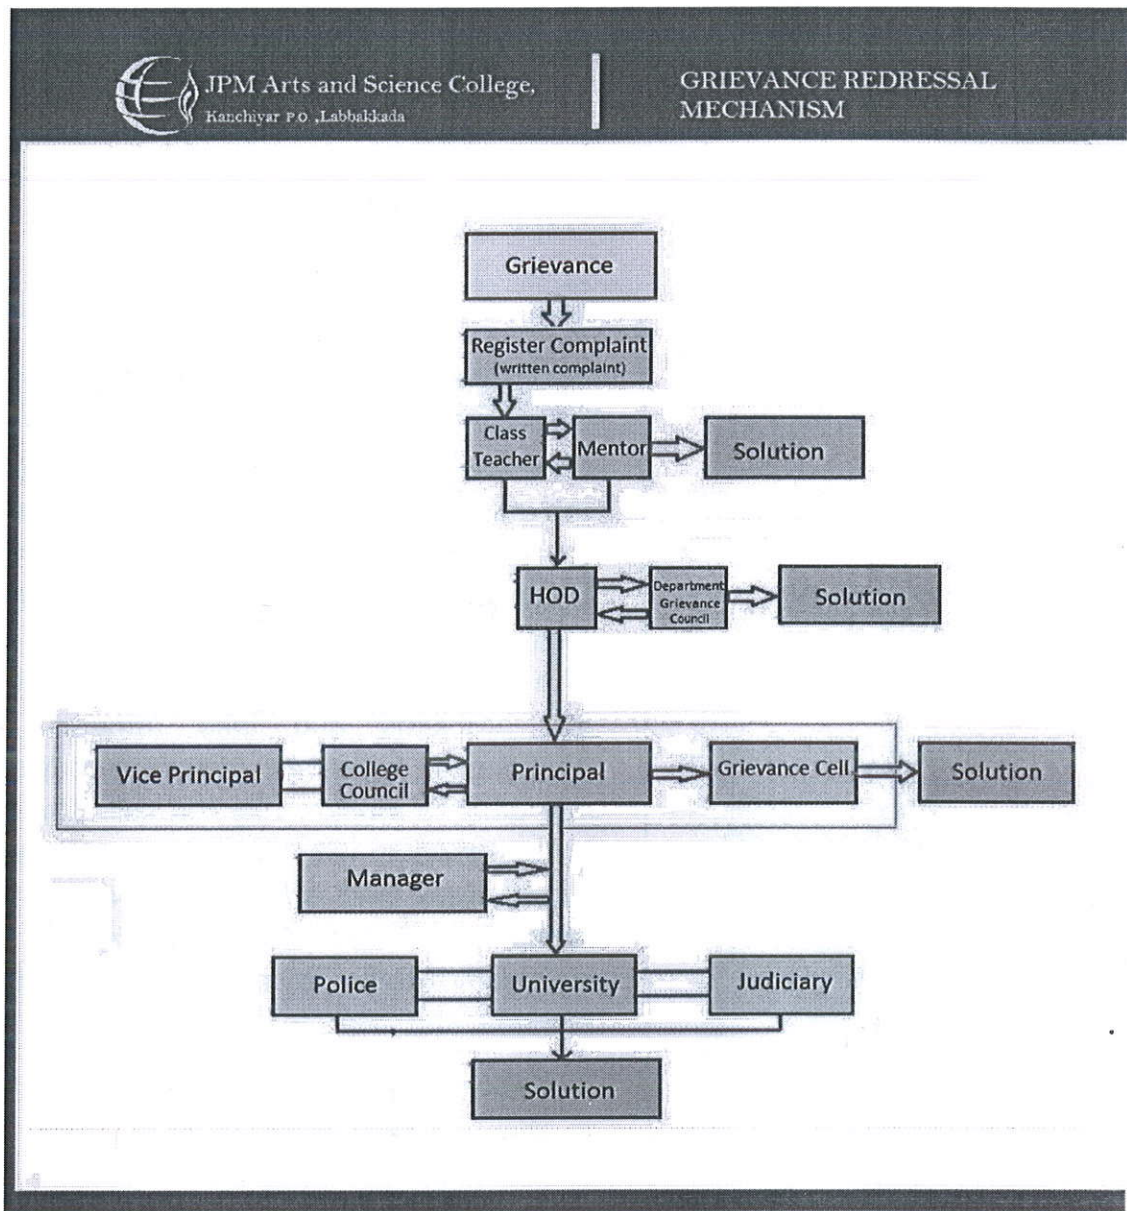 JPM Arts and Science College,
Kanchiyar P.O ,Labbakkada
GRIEVANCE REDRESSAL
MECHANISM
Grievance
Register Complaint
(written complaint)
Class
Teacher
Mentor
Solution
HOD
Department
Grievance
Council
Solution
Vice Principal
College
Council
Principal
Grievance Cell
Solution
Manager
Police
University
Judiciary
Solution